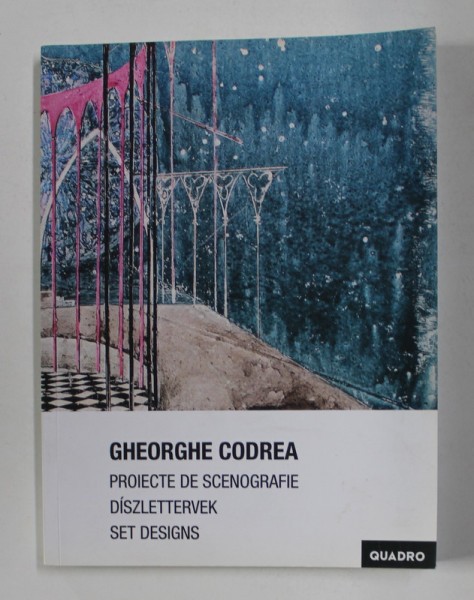 GHEORGHE CODREA
PROIECTE DE SCENOGRAFIE
DÍSZLETTERVEK
SET DESIGNS
QUADRO